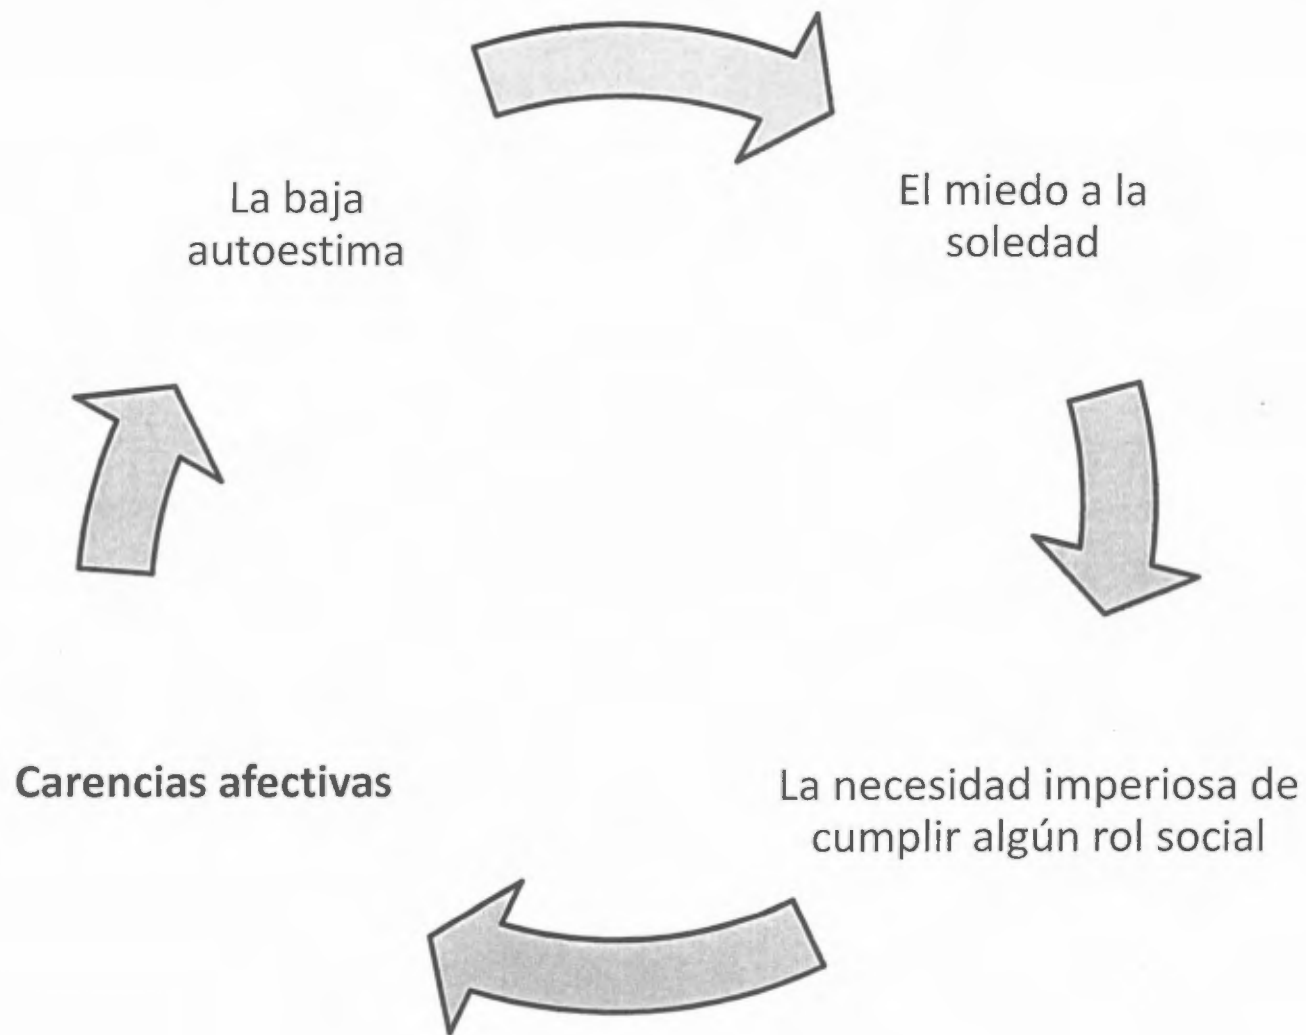 La baja
autoestima
El miedo a la
soledad
La necesidad imperiosa de
cumplir algún rol social
Carencias afectivas